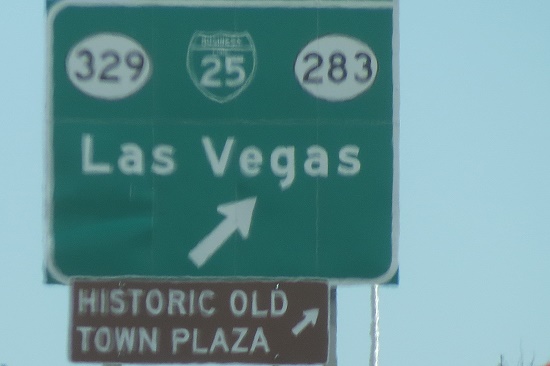 329 BUSINESS 25 283
Las Vegas
HISTORIC OLD
TOWN PLAZA